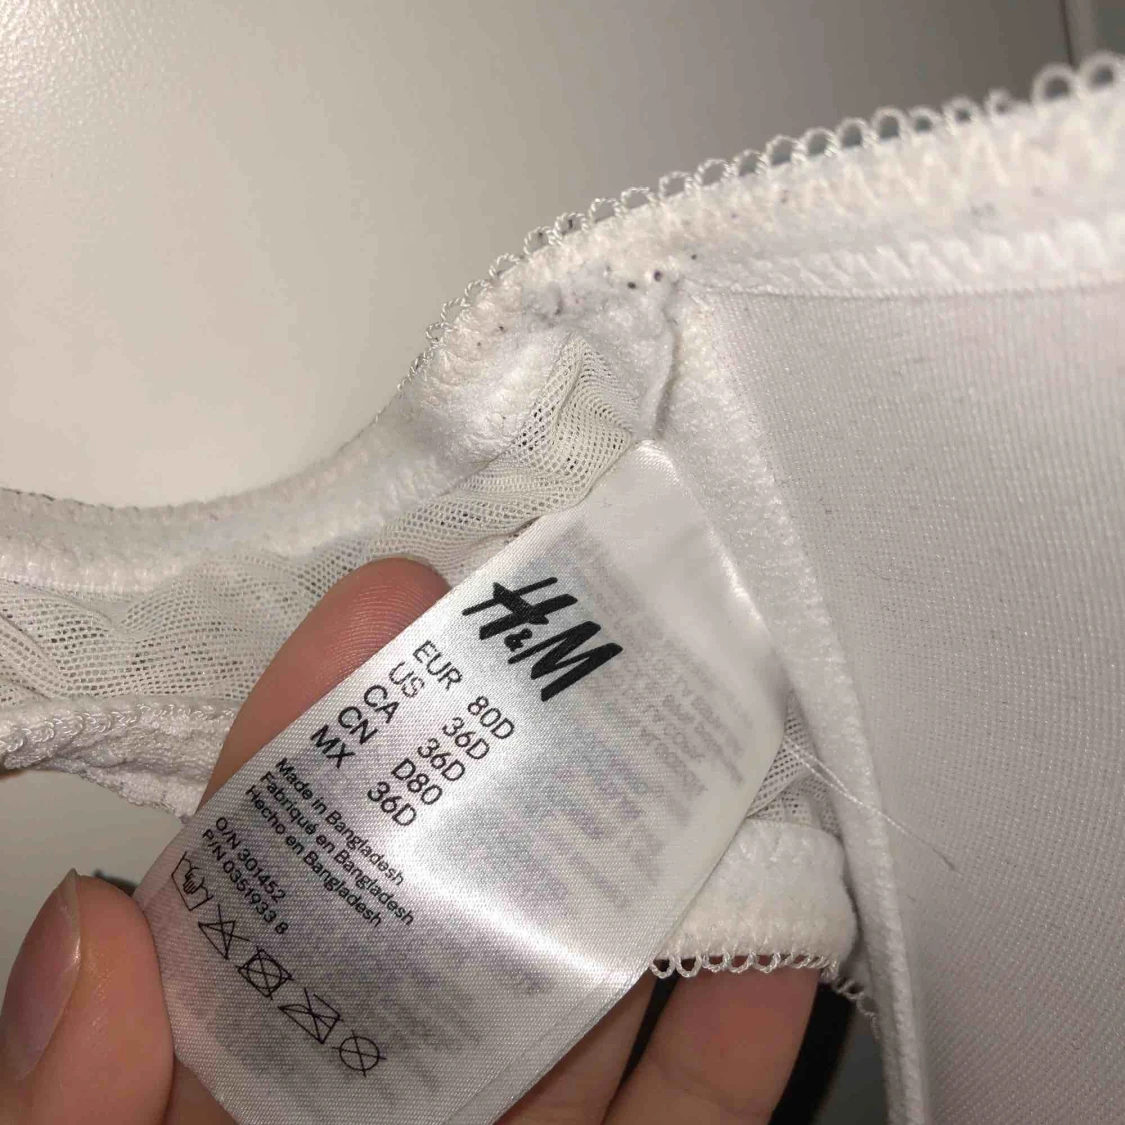 H&M
EUR 80D
US 36D
CA 36D
CN D80
MX 36D
Made in Bangladesh
Fabriqué en Bangladesh
Hecho en Bangladesh
O/N 301452
P/N 0351933 8